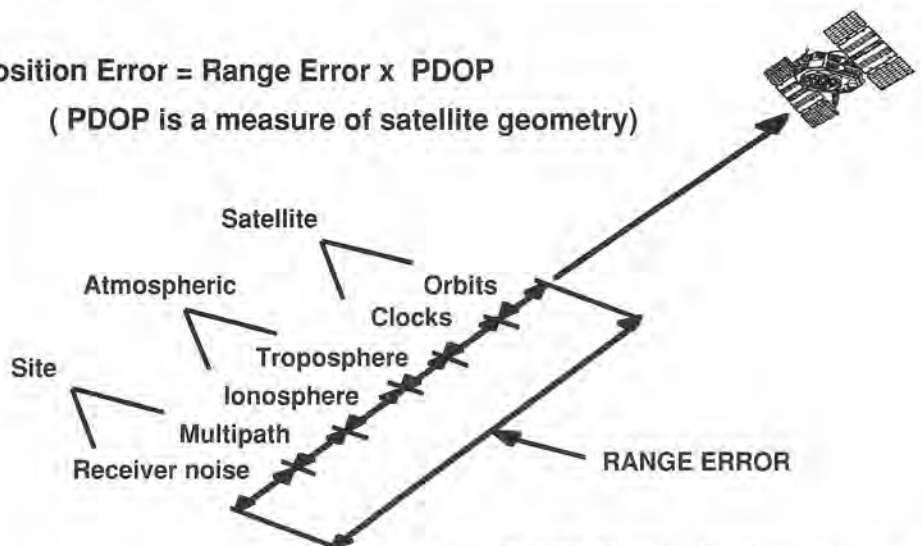 osition Error = Range Error x PDOP
( PDOP is a measure of satellite geometry)
Satellite
Orbits
Clocks
Atmospheric
Troposphere
Ionosphere
Site
Multipath
Receiver noise
RANGE ERROR